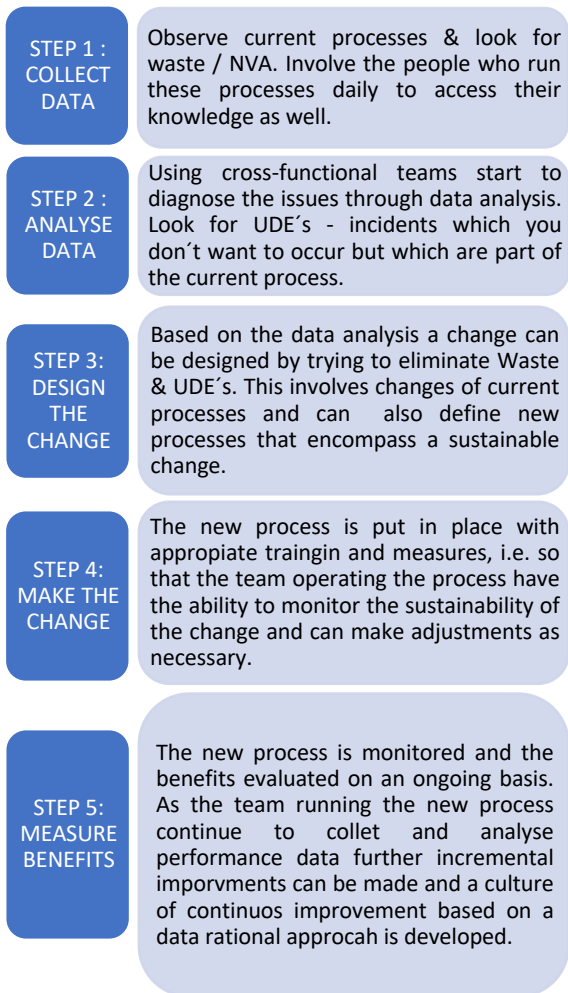 STEP 1 :
COLLECT
DATA
Observe current processes & look for
waste / NVA. Involve the people who run
these processes daily to access their
knowledge as well.
STEP 2 :
ANALYSE
DATA
Using cross-functional teams start to
diagnose the issues through data analysis.
Look for UDE´s - incidents which you
don´t want to occur but which are part of
the current process.
STEP 3:
DESIGN
THE
CHANGE
Based on the data analysis a change can
be designed by trying to eliminate Waste
& UDE´s. This involves changes of current
processes and can also define new
processes that encompass a sustainable
change.
STEP 4:
MAKE THE
CHANGE
The new process is put in place with
appropiate traingin and measures, i.e. so
that the team operating the process have
the ability to monitor the sustainability of
the change and can make adjustments as
necessary.
STEP 5:
MEASURE
BENEFITS
The new process is monitored and the
benefits evaluated on an ongoing basis.
As the team running the new process
continue to collet and analyse
performance data further incremental
imporvments can be made and a culture
of continuos improvement based on a
data rational approcah is developed.